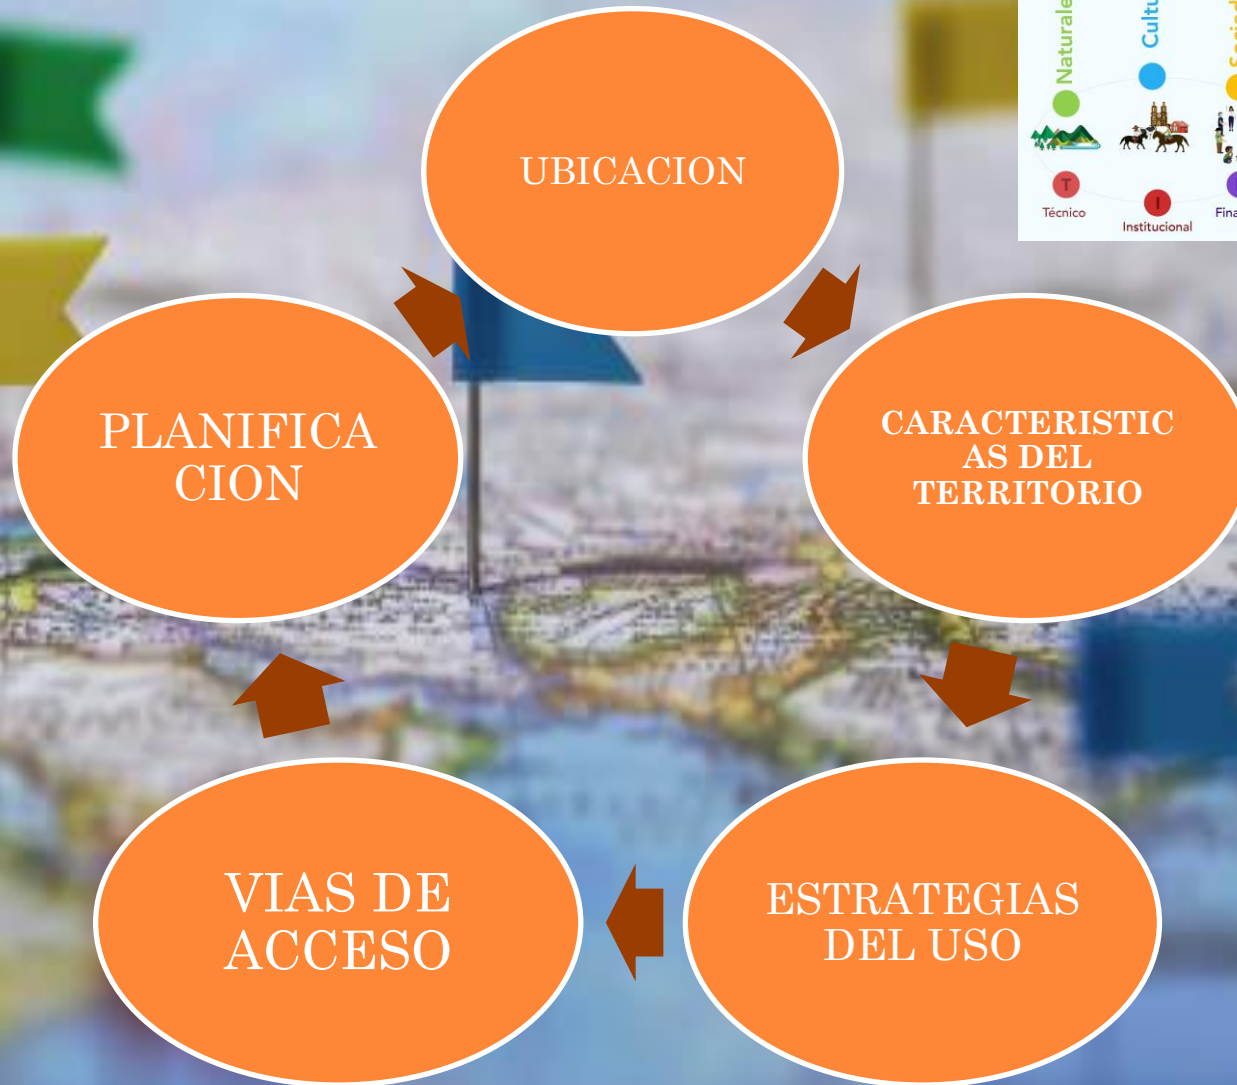 UBICACION
CARACTERISTIC
AS DEL
TERRITORIO
ESTRATEGIAS
DEL USO
VIAS DE
ACCESO
PLANIFICA
CION
T
Técnico
I
Institucional